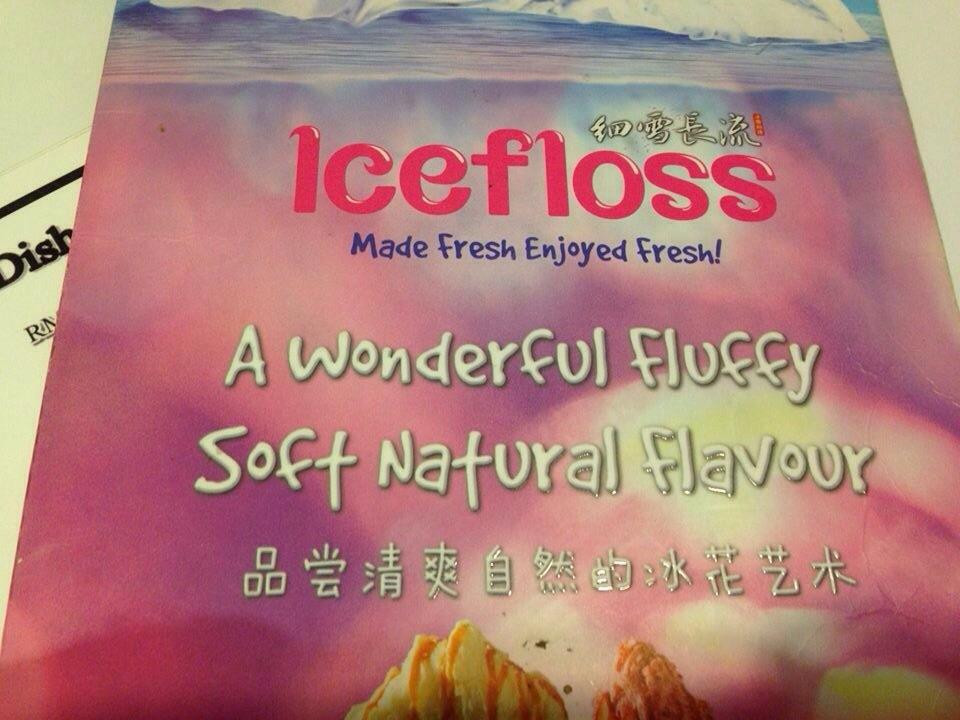 细雪長流
Icefloss
Made Fresh Enjoyed Fresh!
A Wonderful Fluffy
Soft Natural Flavour
品尝清爽自然的冰花艺术
Dish